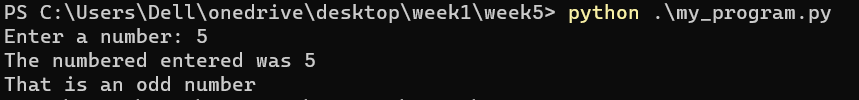 PS C:\Users\Dell\onedrive\desktop\week1\week5> python .\my_program.py
Enter a number: 5
The numbered entered was 5
That is an odd number